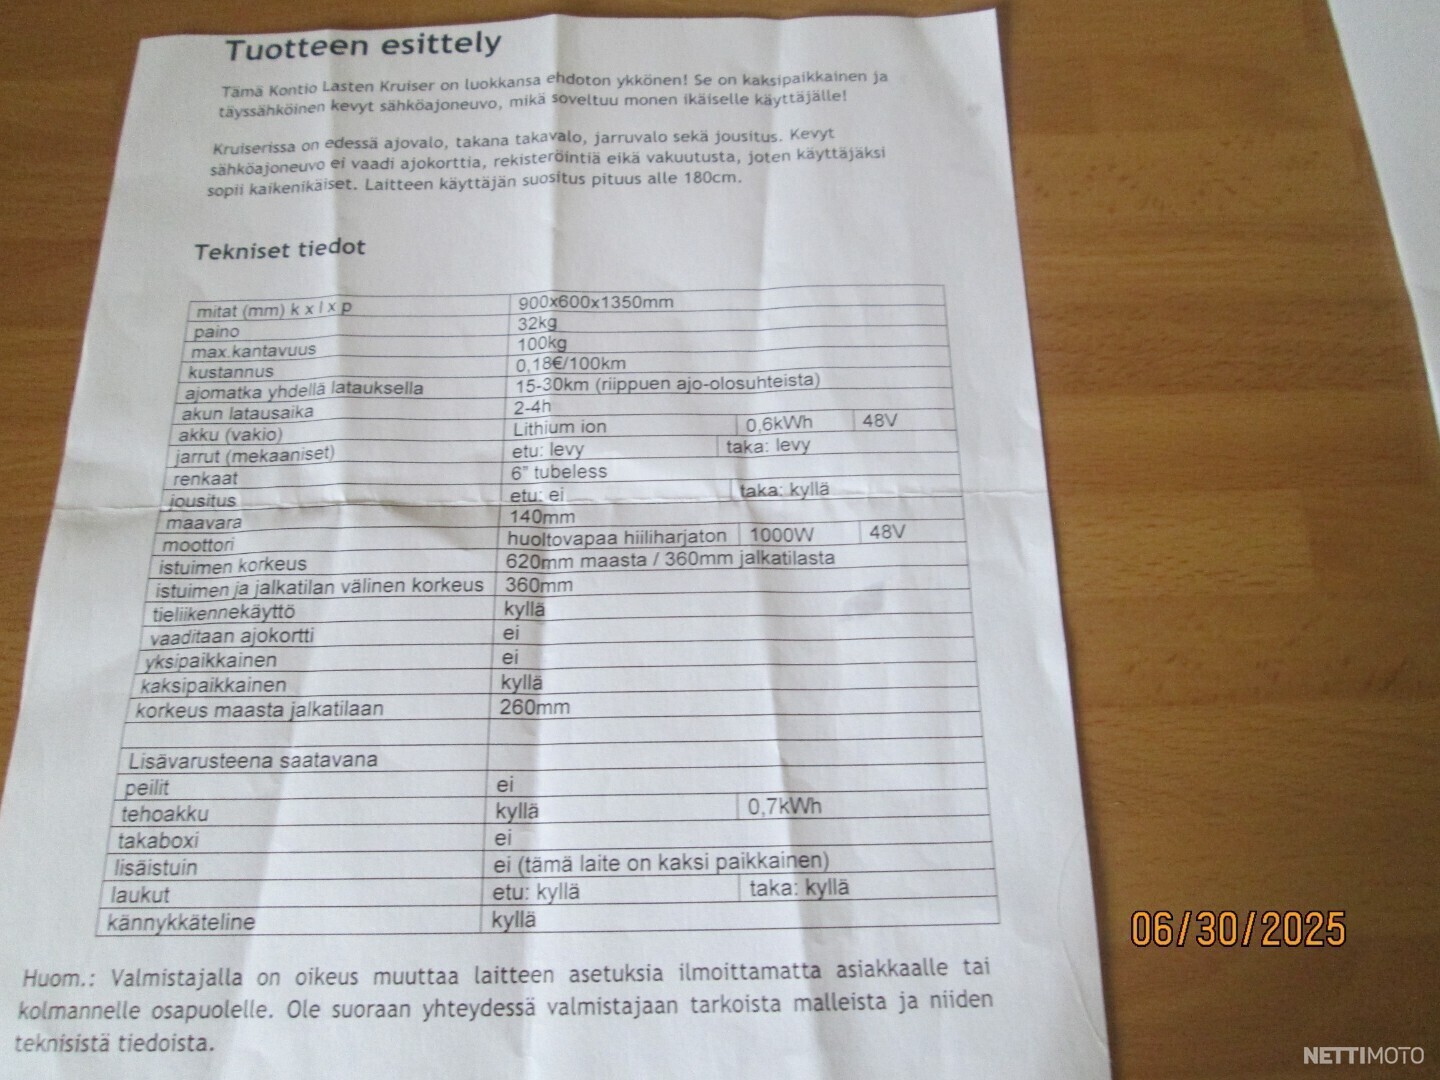 Tuotteen esittely
Tämä Kontio Lasten Kruiser on luokkansa ehdoton ykkönen! Se on kaksipaikkainen ja
täyssähköinen kevyt sähköajoneuvo, mikä soveltuu monen ikäiselle käyttäjälle!
Kruiserissa on edessä ajovalo, takana takavalo, jarruvalo sekä jousitus. Kevyt
sähköajoneuvo ei vaadi ajokorttia, rekisteröintiä eikä vakuutusta, joten käyttäjäksi
sopii kaikenikäiset. Laitteen käyttäjän suositus pituus alle 180cm.
Tekniset tiedot
mitat (mm) k x l x p 900x600x1350mm
paino 32kg
max.kantavuus 100kg
kustannus 0,18€/100km
ajomatka yhdellä latauksella 15-30km (riippuen ajo-olosuhteista)
akun latausaika 2-4h
akku (vakio) Lithium ion 0,6kWh 48V
jarrut (mekaaniset) etu: levy taka: levy
renkaat 6" tubeless
jousitus etu: ei taka: kyllä
maavara 140mm
moottori huoltovapaa hiiliharjaton 1000W 48V
istuimen korkeus 620mm maasta / 360mm jalkatilasta
istuimen ja jalkatilan välinen korkeus 360mm
tieliikennekäyttö kyllä
vaaditaan ajokortti ei
yksipaikkainen ei
kaksipaikkainen kyllä
korkeus maasta jalkatilaan 260mm
Lisävarusteena saatavana
peilit ei
tehoakku kyllä 0,7kWh
takaboxi ei
lisäistuin ei (tämä laite on kaksi paikkainen)
laukut etu: kyllä taka: kyllä
kännykkäteline kyllä
Huom.: Valmistajalla on oikeus muuttaa laitteen asetuksia ilmoittamatta asiakkaalle tai
kolmannelle osapuolelle. Ole suoraan yhteydessä valmistajaan tarkoista malleista ja niiden
teknisistä tiedoista.
06/30/2025
NETTIMOTO